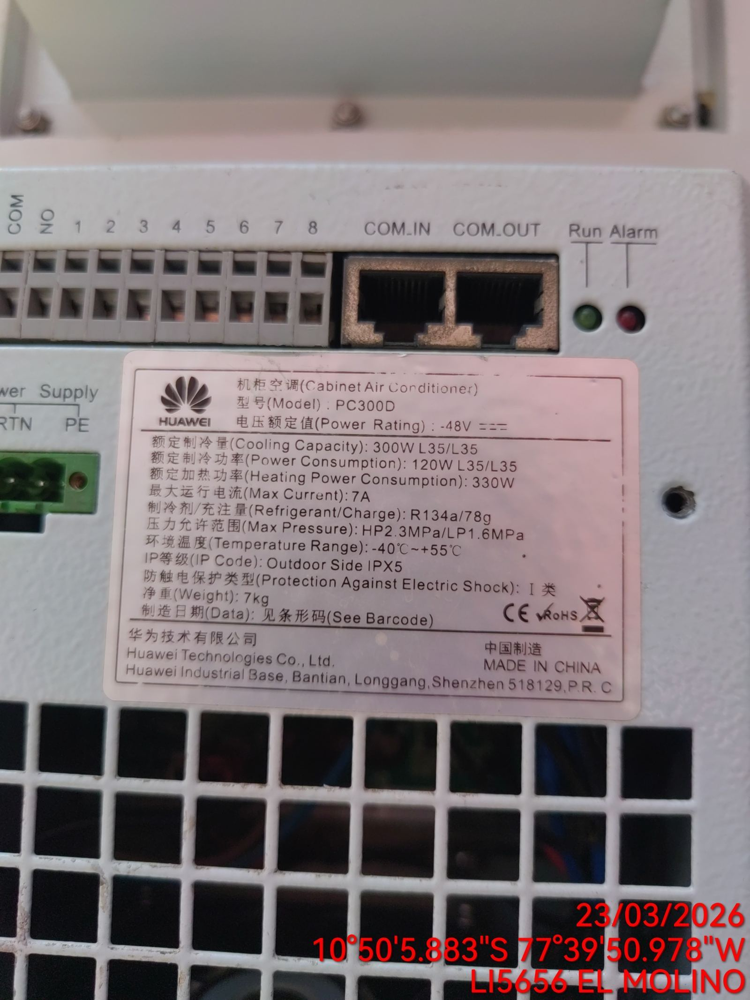 COM NO 1 2 3 4 5 6 7 8 COM_IN COM_OUT Run Alarm
Supply
RTN PE
HUAWEI
机柜空调(Cabinet Air Conditioner)
型号(Model) : PC300D
电压额定值(Power Rating) : -48V
额定制冷量(Cooling Capacity): 300W L35/L35
额定制冷功率(Power Consumption): 120W L35/L35
额定加热功率(Heating Power Consumption): 330W
最大运行电流(Max Current): 7A
制冷剂/充注量(Refrigerant/Charge): R134a/78g
压力允许范围(Max Pressure): HP2.3MPa/LP1.6MPa
环境温度(Temperature Range): -40℃~+55℃
IP等级(IP Code): Outdoor Side IPX5
防触电保护类型(Protection Against Electric Shock): I 类
净重(Weight): 7kg
制造日期(Data): 见条形码(See Barcode)
CE RoHS
华为技术有限公司
Huawei Technologies Co., Ltd.
中国制造
MADE IN CHINA
Huawei Industrial Base, Bantian, Longgang, Shenzhen 518129, P.R. C
23/03/2026
10°50'5.883"S 77°39'50.978"W
LI5656 EL MOLINO